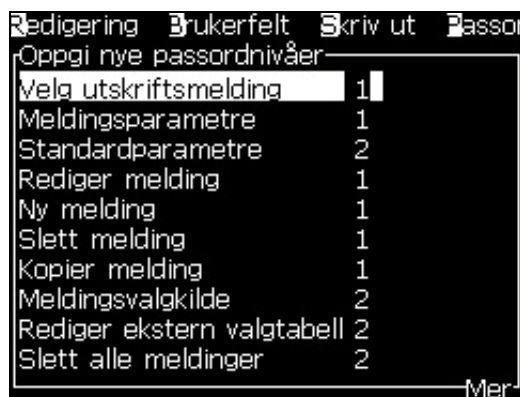 Redigering Brukerfelt Skriv ut Passor
Oppgi nye passordnivåer
Velg utskriftsmelding 1
Meldingsparametre 1
Standardparametre 2
Rediger melding 1
Ny melding 1
Slett melding 1
Kopier melding 1
Meldingsvalgkilde 2
Rediger ekstern valgtabell 2
Slett alle meldinger 2
Mer